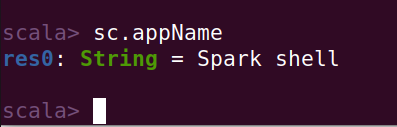 scala> sc.appName
res0: String = Spark shell
scala>